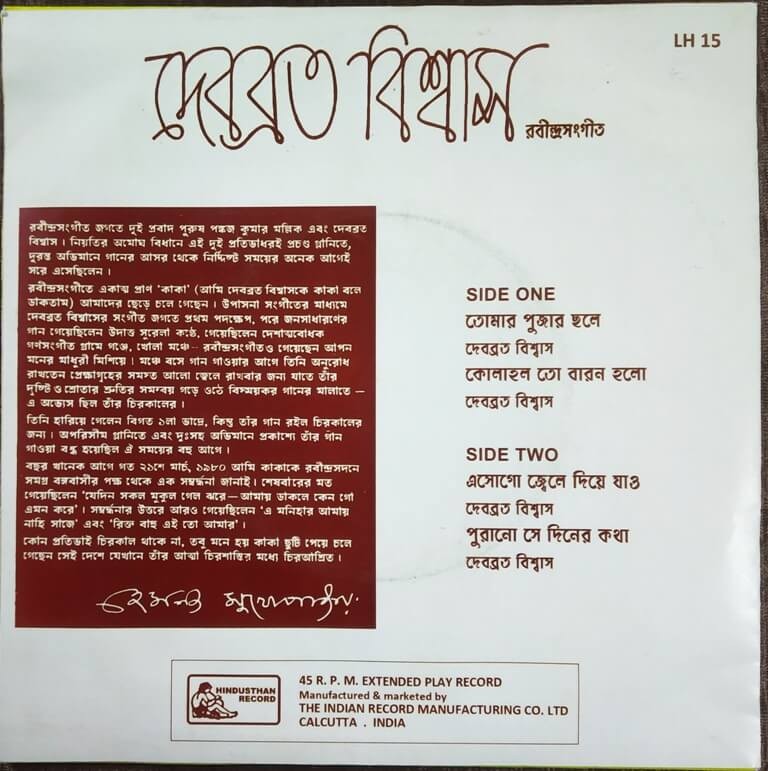 LH 15
দেবব্রত বিশ্বাস
রবীন্দ্রসংগীত
রবীন্দ্রসংগীত জগতে দুই প্রবাদ পুরুষ পঙ্কজ কুমার মল্লিক এবং দেবব্রত
বিশ্বাস। নিয়তির অমোঘ বিধানে এই দুই প্রতিভাধরই প্রচণ্ড গ্লানিতে,
দুরন্ত অভিমানে গানের আসর থেকে নির্দ্দিষ্ট সময়ের অনেক আগেই
সরে এসেছিলেন।
রবীন্দ্রসংগীতে একাত্ম প্রাণ ‘কাকা’ (আমি দেবব্রত বিশ্বাসকে কাকা বলে
ডাকতাম) আমাদের ছেড়ে চলে গেছেন। উপাসনা সংগীতের মাধ্যমে
দেবব্রত বিশ্বাসের সংগীত জগতে প্রথম পদক্ষেপ, পরে জনসাধারণের
গান গেয়েছিলেন উদাত্ত সুরেলা কণ্ঠে, গেয়েছিলেন দেশাত্মবোধক
গণসংগীত গ্রামে গঞ্জে, খোলা মঞ্চে – রবীন্দ্রসংগীতও গেয়েছেন আপন
মনের মাধুরী মিশিয়ে। মঞ্চে বসে গান গাওয়ার আগে তিনি অনুরোধ
রাখতেন প্রেক্ষাগৃহের সমস্ত আলো জ্বেলে রাখবার জন্য যাতে তাঁর
দৃষ্টি ও শ্রোতার শ্রুতির সমন্বয় গড়ে ওঠে বিস্ময়কর গানের মালাতে –
এ অভ্যেস ছিল তাঁর চিরকালের।
তিনি হারিয়ে গেলেন বিগত ১লা ভাদ্রে, কিন্তু তাঁর গান রইল চিরকালের
জন্য। অপরিসীম গ্লানিতে এবং দুঃসহ অভিমানে প্রকাশ্যে তাঁর গান
গাওয়া বন্ধ হয়েছিল ঐ সময়ের বহু আগে।
বছর খানেক আগে গত ২১শে মার্চ, ১৯৮০ আমি কাকাকে রবীন্দ্রসদনে
সমগ্র বঙ্গবাসীর পক্ষ থেকে এক সম্বর্দ্ধনা জানাই। শেষবারের মত
গেয়েছিলেন ‘যেদিন সকল মুকুল গেল ঝরে – আমায় ডাকলে কেন গো
এমন করে’। সম্বর্দ্ধনার উত্তরে আরও গেয়েছিলেন ‘এ মনিহার আমায়
নাহি সাজে’ এবং ‘রিক্ত বাহু এই তো আমার’।
কোন প্রতিভাই চিরকাল থাকে না, তবু মনে হয় কাকা ছুটি পেয়ে চলে
গেছেন সেই দেশে যেখানে তাঁর আত্মা চিরশান্তির মধ্যে চিরআশ্রিত।
হেমন্ত মুখোপাধ্যায়
SIDE ONE
তোমার পুজার ছলে
দেবব্রত বিশ্বাস
কোলাহল তো বারন হলো
দেবব্রত বিশ্বাস
SIDE TWO
এসোগো জ্বেলে দিয়ে যাও
দেবব্রত বিশ্বাস
পুরানো সে দিনের কথা
দেবব্রত বিশ্বাস
HINDUSTHAN
RECORD
45 R. P. M. EXTENDED PLAY RECORD
Manufactured & marketed by
THE INDIAN RECORD MANUFACTURING CO. LTD
CALCUTTA . INDIA